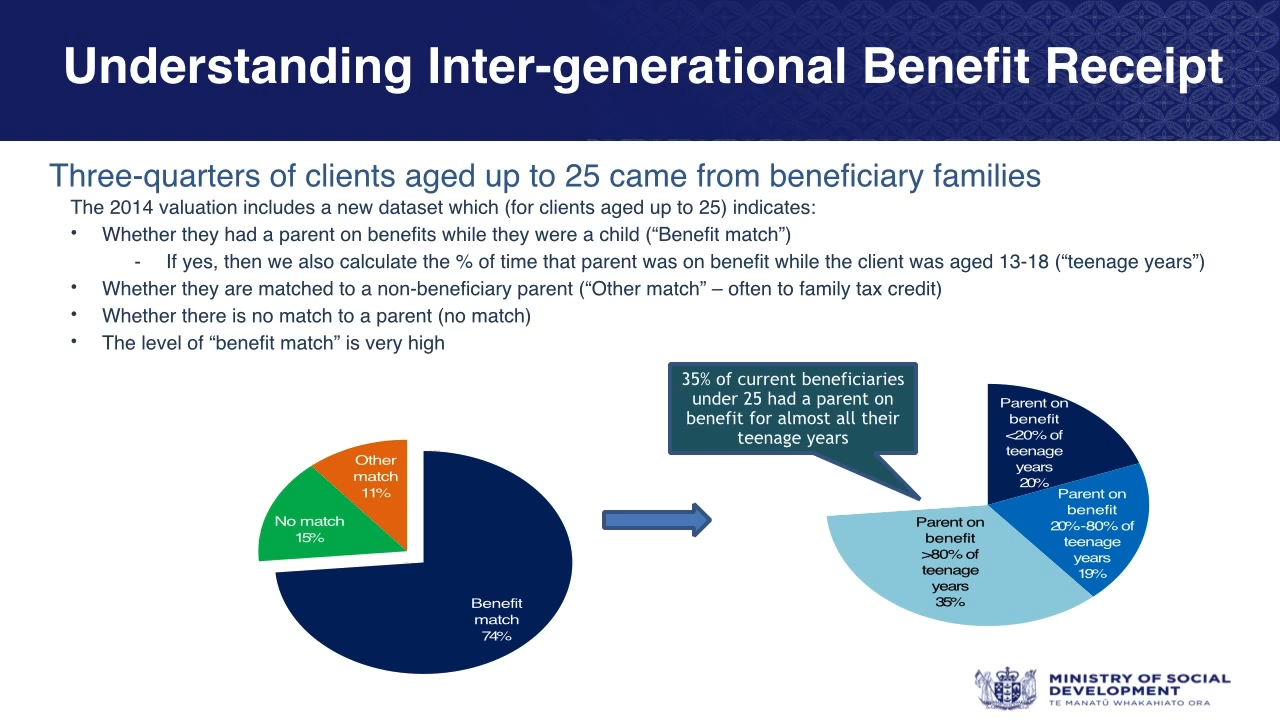 Understanding Inter-generational Benefit Receipt
Three-quarters of clients aged up to 25 came from beneficiary families
The 2014 valuation includes a new dataset which (for clients aged up to 25) indicates:
• Whether they had a parent on benefits while they were a child (“Benefit match”)
- If yes, then we also calculate the % of time that parent was on benefit while the client was aged 13-18 (“teenage years”)
• Whether they are matched to a non-beneficiary parent (“Other match” – often to family tax credit)
• Whether there is no match to a parent (no match)
• The level of “benefit match” is very high
35% of current beneficiaries
under 25 had a parent on
benefit for almost all their
teenage years
Other
match
11%
No match
15%
Benefit
match
74%
Parent on
benefit
<20% of
teenage
years
20%
Parent on
benefit
20%-80% of
teenage
years
19%
Parent on
benefit
>80% of
teenage
years
35%
MINISTRY OF SOCIAL
DEVELOPMENT
TE MANATŪ WHAKAHIATO ORA